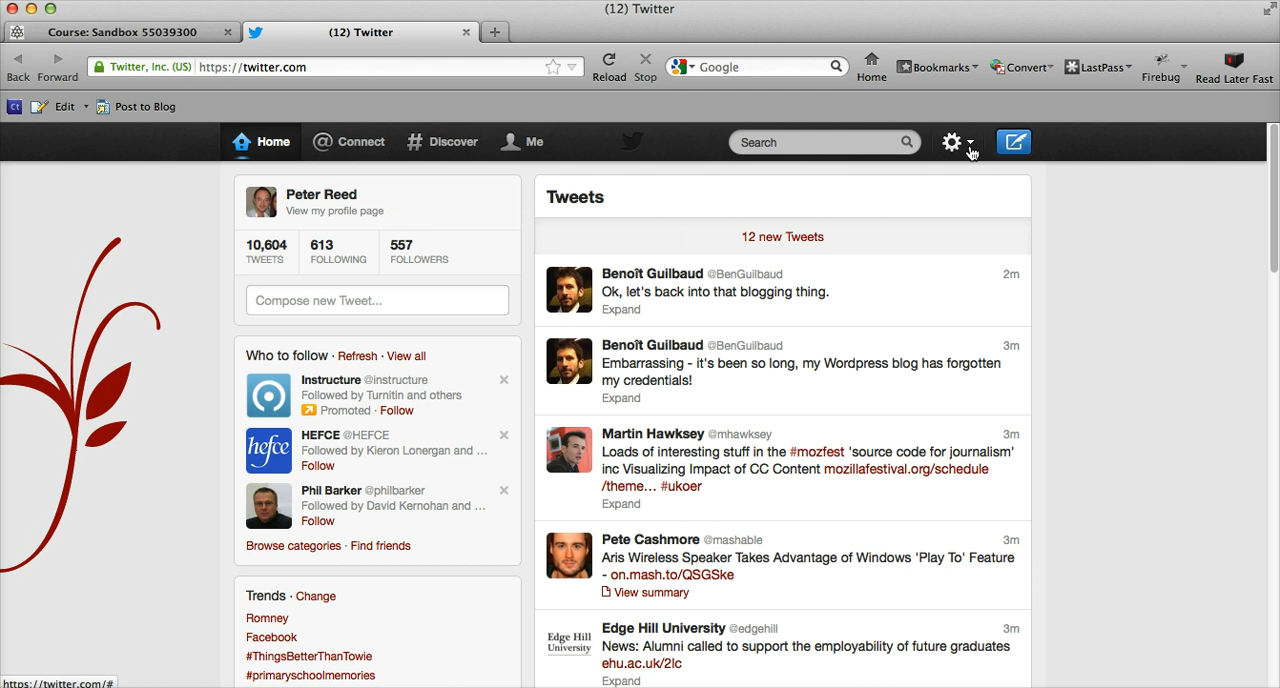 (12) Twitter
Course: Sandbox 55039300
(12) Twitter
Back
Forward
Twitter, Inc. (US)
https://twitter.com
Reload
Stop
Google
Home
Bookmarks
Convert
LastPass
Firebug
Read Later Fast
Ct
Edit
Post to Blog
Home
Connect
Discover
Me
Search
Peter Reed
View my profile page
10,604
TWEETS
613
FOLLOWING
557
FOLLOWERS
Compose new Tweet...
Who to follow · Refresh · View all
Instructure @instructure
Followed by Turnitin and others
Promoted · Follow
hefce
HEFCE @HEFCE
Followed by Kieron Lonergan and ...
Follow
Phil Barker @philbarker
Followed by David Kernohan and ...
Follow
Browse categories · Find friends
Trends · Change
Romney
Facebook
#ThingsBetterThanTowie
#primaryschoolmemories
Tweets
12 new Tweets
Benoît Guilbaud @BenGuilbaud 2m
Ok, let's back into that blogging thing.
Expand
Benoît Guilbaud @BenGuilbaud 3m
Embarrassing - it's been so long, my Wordpress blog has forgotten
my credentials!
Expand
Martin Hawksey @mhawksey 3m
Loads of interesting stuff in the #mozfest 'source code for journalism'
inc Visualizing Impact of CC Content mozillafestival.org/schedule
/theme… #ukoer
Expand
Pete Cashmore @mashable 3m
Aris Wireless Speaker Takes Advantage of Windows 'Play To' Feature
- on.mash.to/QSGSke
View summary
Edge Hill
University
Edge Hill University @edgehill 3m
News: Alumni called to support the employability of future graduates
ehu.ac.uk/2lc
Expand
https://twitter.com/#